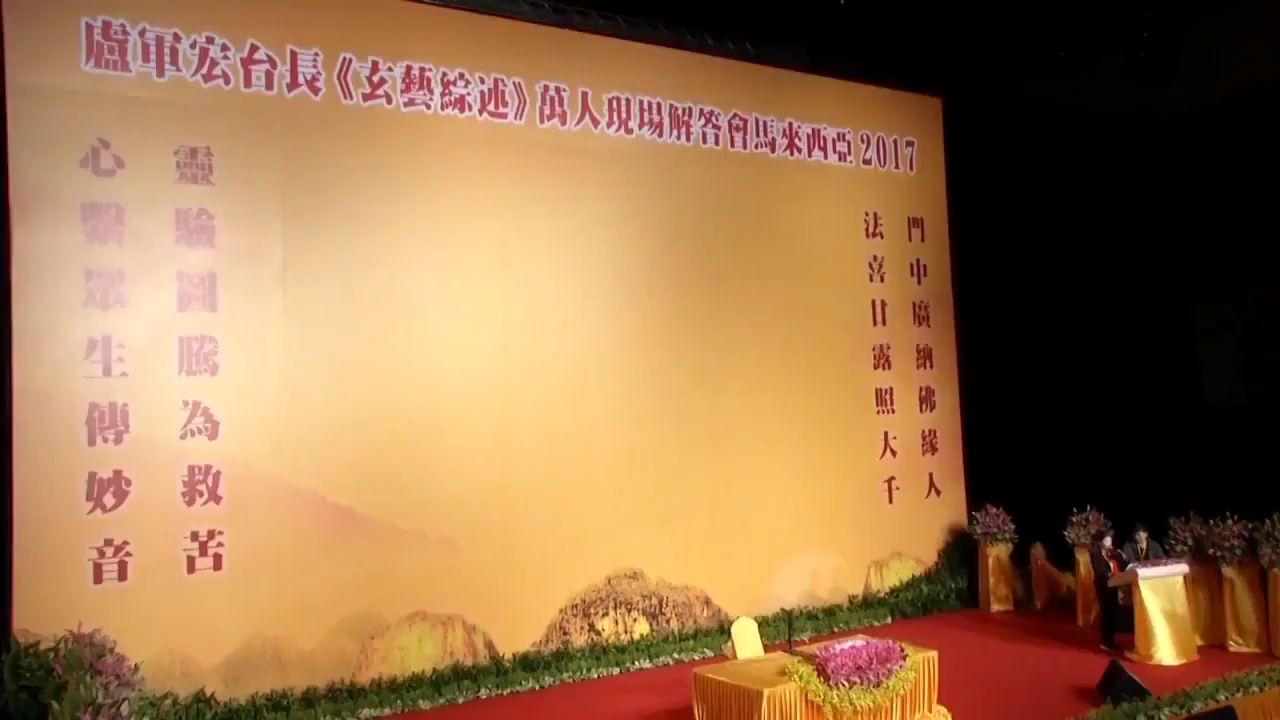 盧軍宏台長《玄藝綜述》萬人現場解答會馬來西亞2017
門中廣納佛緣人
法喜甘露照大千
靈驗圖騰為救苦
心繫眾生傳妙音